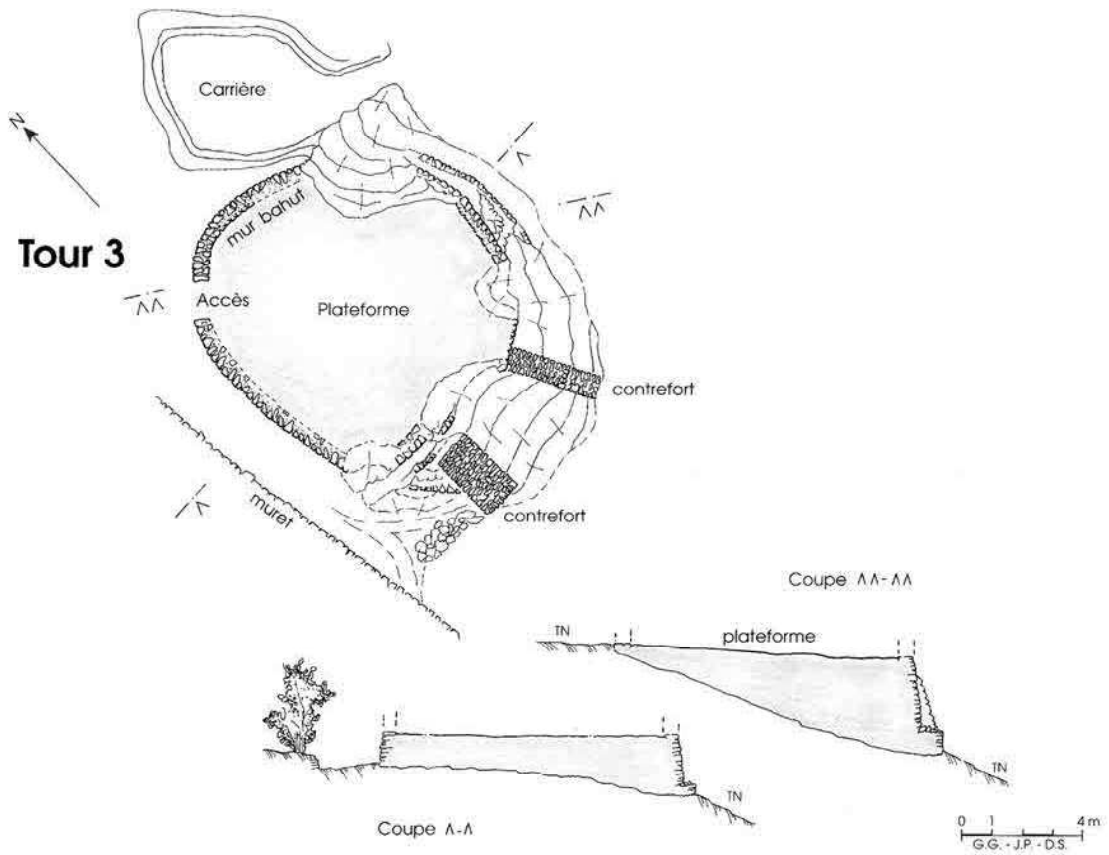 Carrière
N
mur bahut
Tour 3
Accès
Plateforme
contrefort
contrefort
muret
Coupe ΛΛ-ΛΛ
TN
plateforme
TN
TN
Coupe Λ-Λ
0 1 4 m
G.G. - J.P. - D.S.